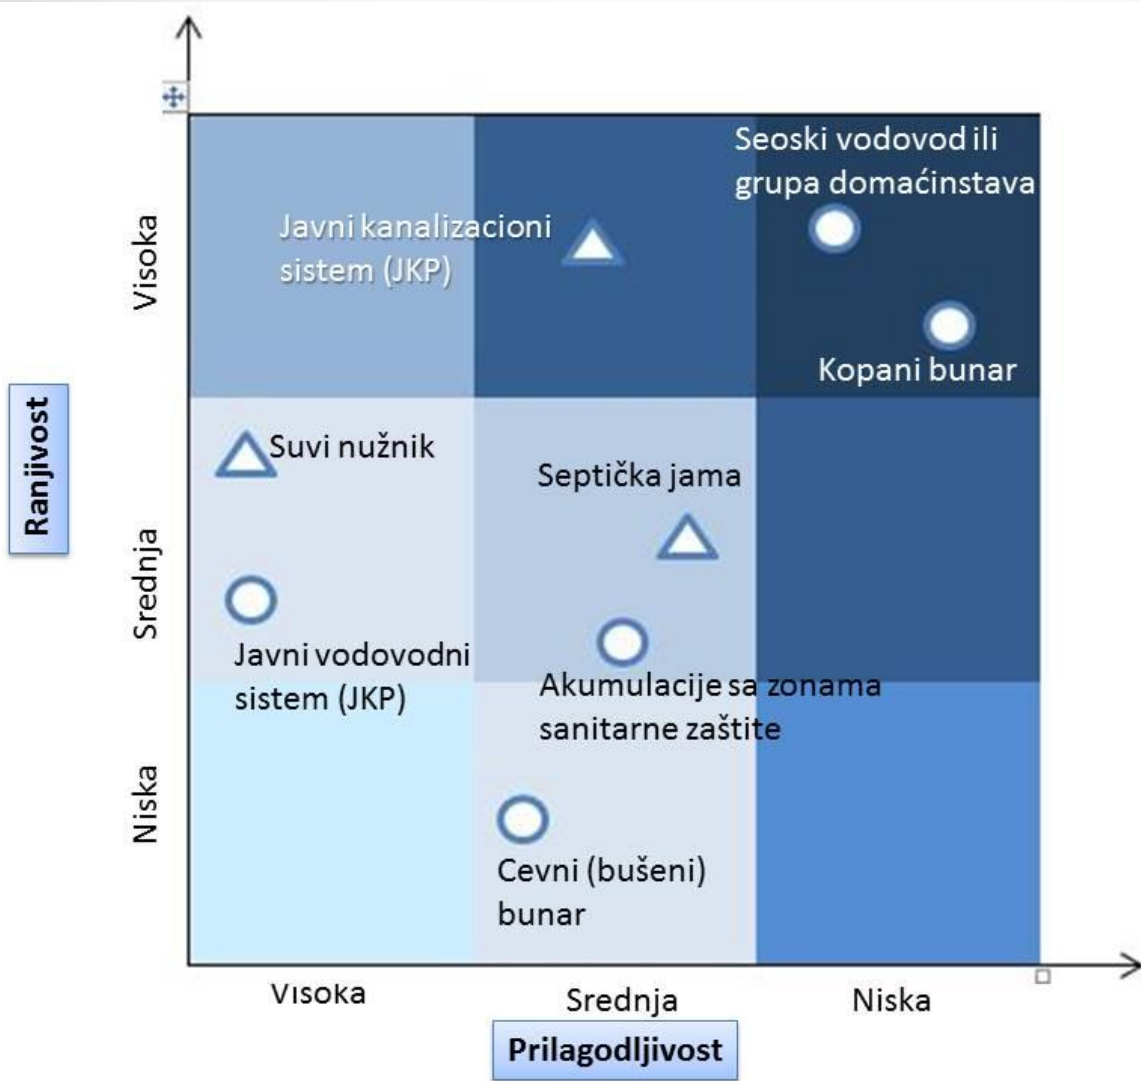 Seoski vodovod ili
grupa domaćinstava
Javni kanalizacioni
sistem (JKP)
Kopani bunar
Visoka
Ranjivost
Suvi nužnik
Septička jama
Srednja
Javni vodovodni
sistem (JKP)
Akumulacije sa zonama
sanitarne zaštite
Niska
Cevni (bušeni)
bunar
Visoka
Srednja
Niska
Prilagodljivost